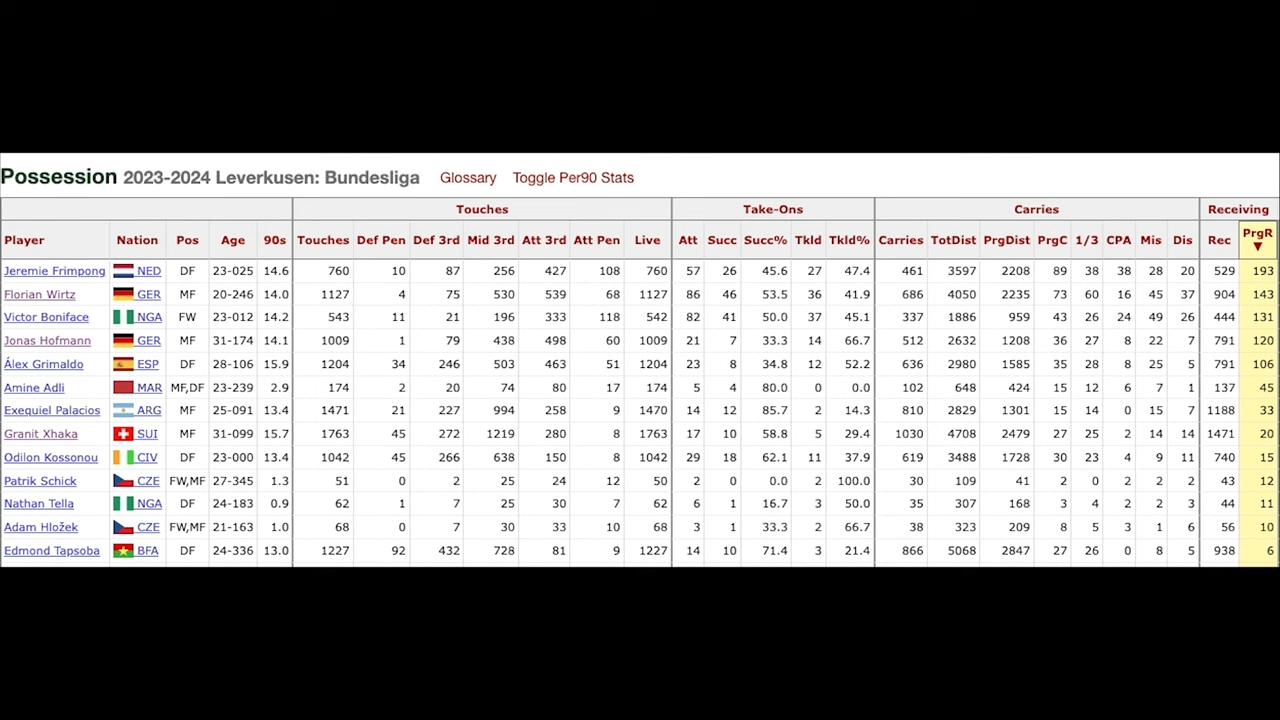 Possession 2023-2024 Leverkusen: Bundesliga Glossary Toggle Per90 Stats
Touches Take-Ons Carries Receiving
Player Nation Pos Age 90s Touches Def Pen Def 3rd Mid 3rd Att 3rd Att Pen Live Att Succ Succ% Tkld Tkld% Carries TotDist PrgDist PrgC 1/3 CPA Mis Dis Rec PrgR ▼
Jeremie Frimpong NED DF 23-025 14.6 760 10 87 256 427 108 760 57 26 45.6 27 47.4 461 3597 2208 89 38 38 28 20 529 193
Florian Wirtz GER MF 20-246 14.0 1127 4 75 530 539 68 1127 86 46 53.5 36 41.9 686 4050 2235 73 60 16 45 37 904 143
Victor Boniface NGA FW 23-012 14.2 543 11 21 196 333 118 542 82 41 50.0 37 45.1 337 1886 959 43 26 24 49 26 444 131
Jonas Hofmann GER MF 31-174 14.1 1009 1 79 438 498 60 1009 21 7 33.3 14 66.7 512 2632 1208 36 27 8 22 7 791 120
Álex Grimaldo ESP DF 28-106 15.9 1204 34 246 503 463 51 1204 23 8 34.8 12 52.2 636 2980 1585 35 28 8 25 5 791 106
Amine Adli MAR MF,DF 23-239 2.9 174 2 20 74 80 17 174 5 4 80.0 0 0.0 102 648 424 15 12 6 7 1 137 45
Exequiel Palacios ARG MF 25-091 13.4 1471 21 227 994 258 9 1470 14 12 85.7 2 14.3 810 2829 1301 15 14 0 15 7 1188 33
Granit Xhaka SUI MF 31-099 15.7 1763 45 272 1219 280 8 1763 17 10 58.8 5 29.4 1030 4708 2479 27 25 2 14 14 1471 20
Odilon Kossonou CIV DF 23-000 13.4 1042 45 266 638 150 8 1042 29 18 62.1 11 37.9 619 3488 1728 30 23 4 9 11 740 15
Patrik Schick CZE FW,MF 27-345 1.3 51 0 2 25 24 12 50 2 0 0.0 2 100.0 30 109 41 2 0 2 2 2 43 12
Nathan Tella NGA DF 24-183 0.9 62 1 7 25 30 7 62 6 1 16.7 3 50.0 35 307 168 3 4 2 2 3 44 11
Adam Hložek CZE FW,MF 21-163 1.0 68 0 7 30 33 10 68 3 1 33.3 2 66.7 38 323 209 8 5 3 1 6 56 10
Edmond Tapsoba BFA DF 24-336 13.0 1227 92 432 728 81 9 1227 14 10 71.4 3 21.4 866 5068 2847 27 26 0 8 5 938 6